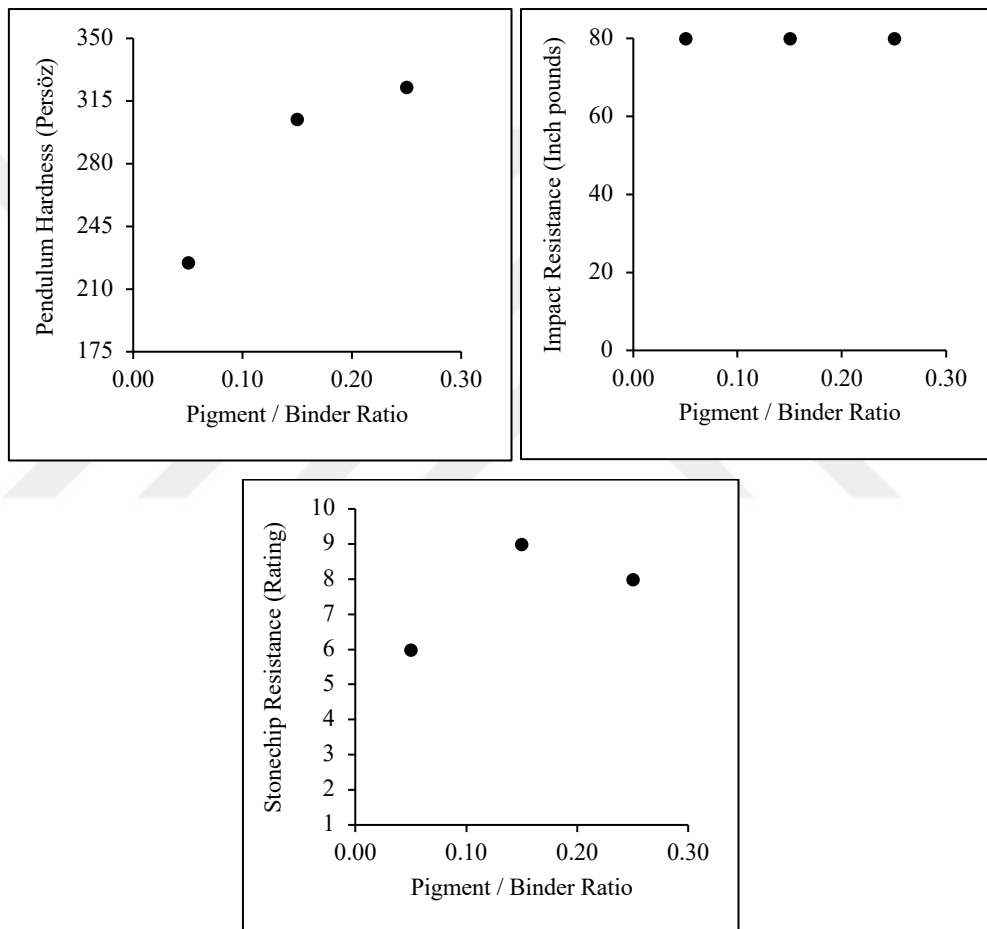 Pendulum Hardness (Persöz)
350
315
280
245
210
175
0.00 0.10 0.20 0.30
Pigment / Binder Ratio
Impact Resistance (Inch pounds)
80
60
40
20
0
0.00 0.10 0.20 0.30
Pigment / Binder Ratio
Stonechip Resistance (Rating)
10
9
8
7
6
5
4
3
2
1
0.00 0.10 0.20 0.30
Pigment / Binder Ratio